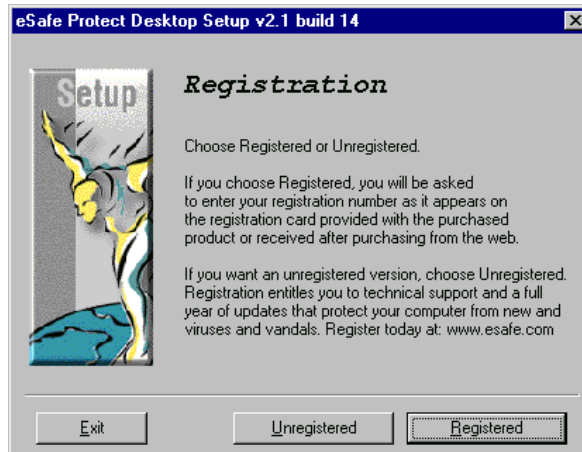 eSafe Protect Desktop Setup v2.1 build 14
Setup
Registration
Choose Registered or Unregistered.
If you choose Registered, you will be asked
to enter your registration number as it appears on
the registration card provided with the purchased
product or received after purchasing from the web.
If you want an unregistered version, choose Unregistered.
Registration entitles you to technical support and a full
year of updates that protect your computer from new and
viruses and vandals. Register today at: www.esafe.com
Exit
Unregistered
Registered